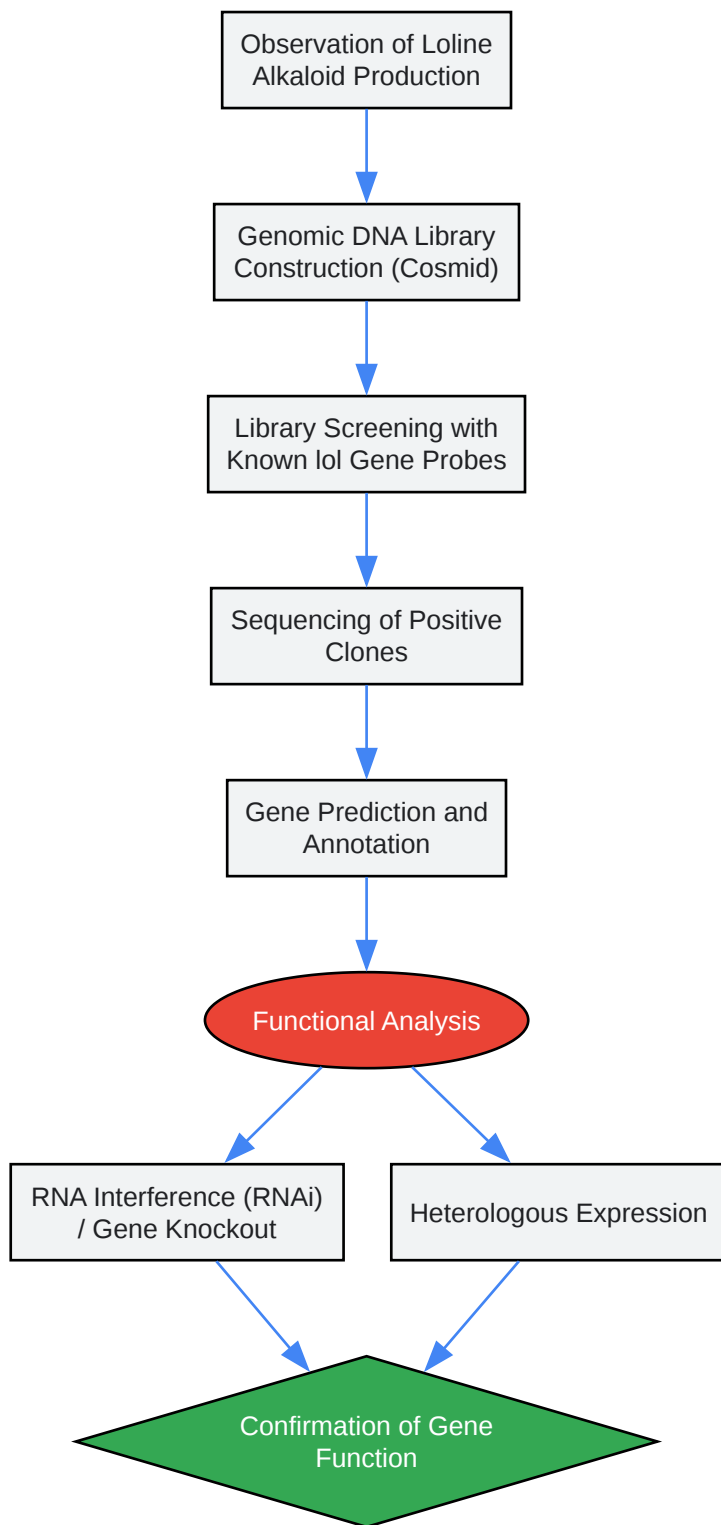 Observation of Loline
Alkaloid Production
Genomic DNA Library
Construction (Cosmid)
Library Screening with
Known lol Gene Probes
Sequencing of Positive
Clones
Gene Prediction and
Annotation
Functional Analysis
RNA Interference (RNAi)
/ Gene Knockout
Heterologous Expression
Confirmation of Gene
Function